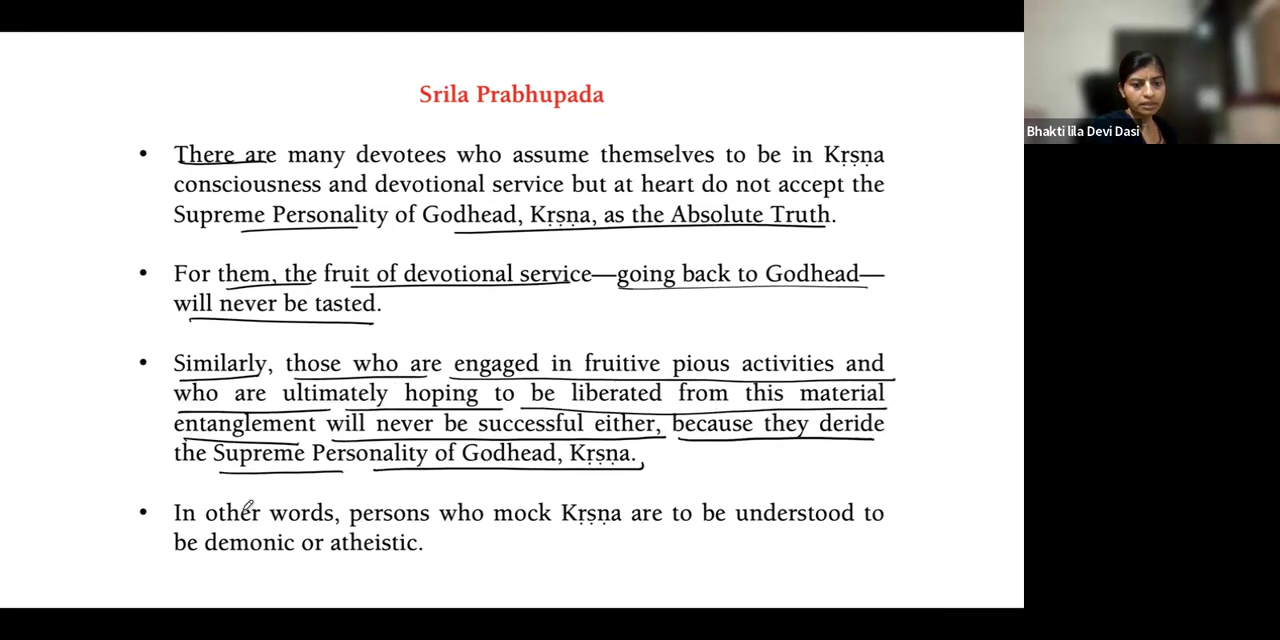 Srila Prabhupada
• There are many devotees who assume themselves to be in Kṛṣṇa
consciousness and devotional service but at heart do not accept the
Supreme Personality of Godhead, Kṛṣṇa, as the Absolute Truth.
• For them, the fruit of devotional service—going back to Godhead—
will never be tasted.
• Similarly, those who are engaged in fruitive pious activities and
who are ultimately hoping to be liberated from this material
entanglement will never be successful either, because they deride
the Supreme Personality of Godhead, Kṛṣṇa.
• In other words, persons who mock Kṛṣṇa are to be understood to
be demonic or atheistic.
Bhakti lila Devi Dasi